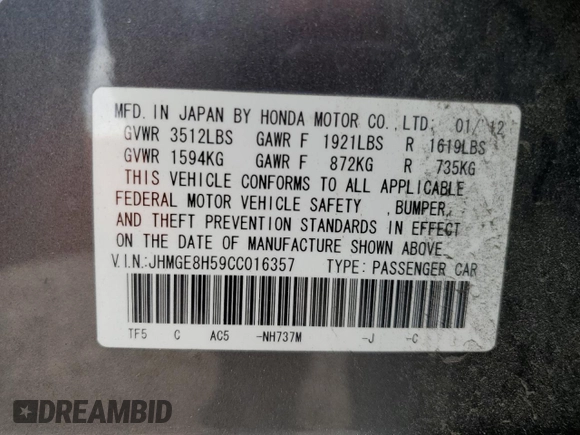 MFD. IN JAPAN BY HONDA MOTOR CO., LTD. 01/ 12
GVWR 3512LBS GAWR F 1921LBS R 1619LBS
GVWR 1594KG GAWR F 872KG R 735KG
THIS VEHICLE CONFORMS TO ALL APPLICABLE
FEDERAL MOTOR VEHICLE SAFETY , BUMPER,
AND THEFT PREVENTION STANDARDS IN EFFECT
ON THE DATE OF MANUFACTURE SHOWN ABOVE.
V.I.N.:JHMGE8H59CC016357 TYPE: PASSENGER CAR
TF5 C AC5 -NH737M -J -C
DREAMBID